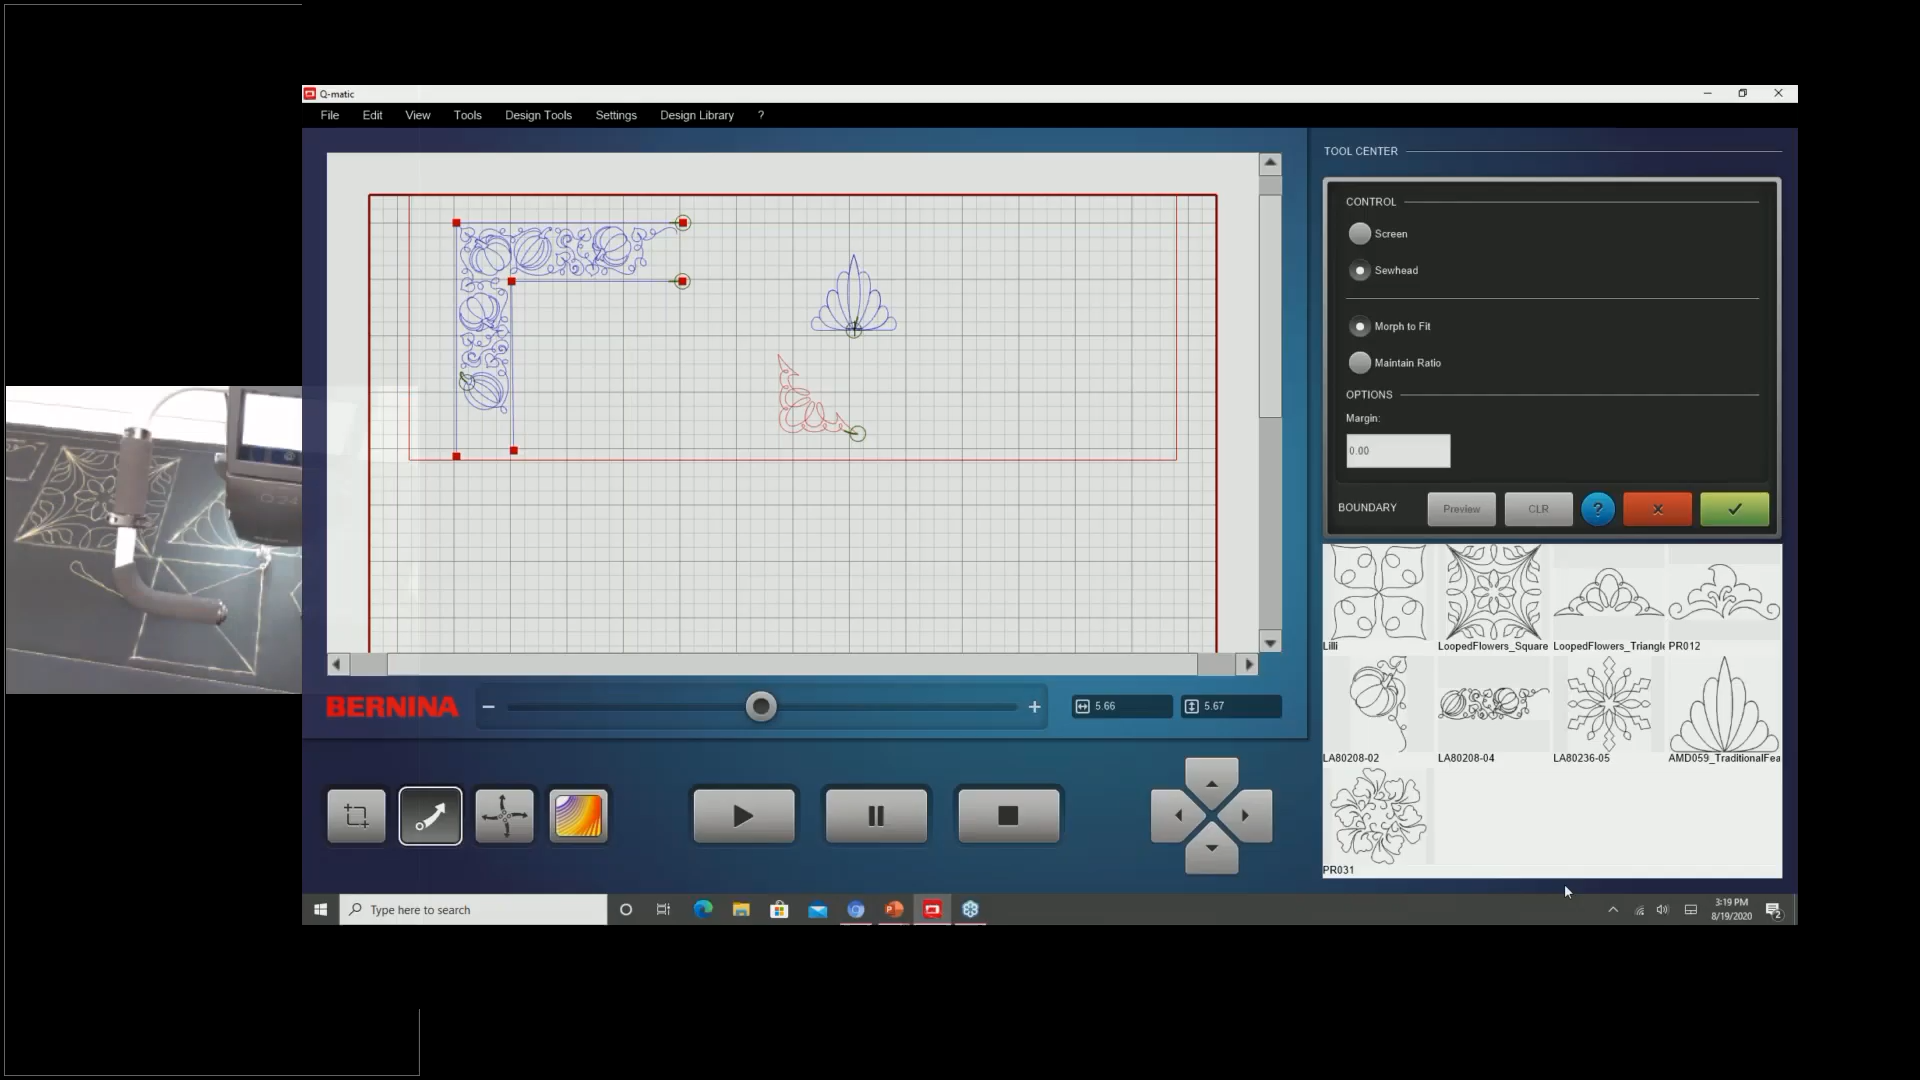 Q-matic
File Edit View Tools Design Tools Settings Design Library ?
TOOL CENTER
CONTROL
Screen
Sewhead
Morph to Fit
Maintain Ratio
OPTIONS
Margin:
0.00
BOUNDARY Preview CLR ?
Lilli LoopedFlowers_Square LoopedFlowers_Triangle PR012
LA80208-02 LA80208-04 LA80236-05 AMD059_TraditionalFea
PR031
BERNINA
5.66 5.67
Type here to search
3:19 PM
8/19/2020
2